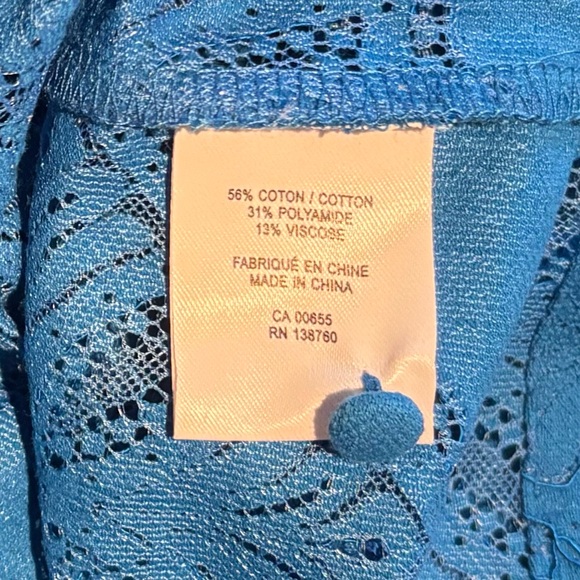 56% COTON / COTTON
31% POLYAMIDE
13% VISCOSE
FABRIQUÉ EN CHINE
MADE IN CHINA
CA 00655
RN 138760